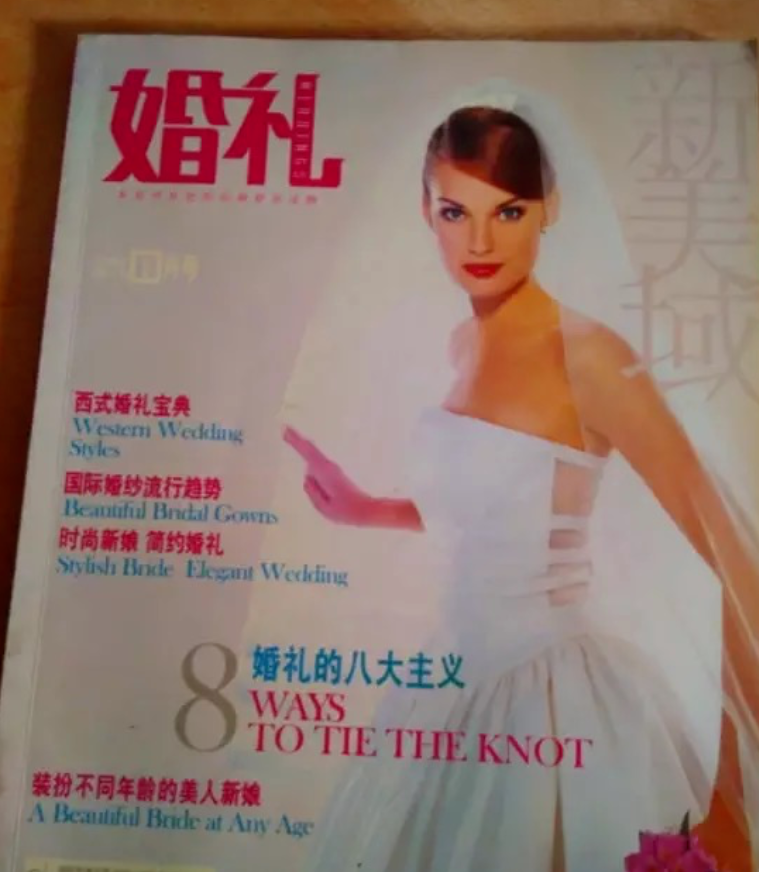 婚礼
WEDDINGS
新美域
月号
西式婚礼宝典
Western Wedding
Styles
国际婚纱流行趋势
Beautiful Bridal Gowns
时尚新娘 简约婚礼
Stylish Bride Elegant Wedding
8
婚礼的八大主义
WAYS
TO TIE THE KNOT
装扮不同年龄的美人新娘
A Beautiful Bride at Any Age